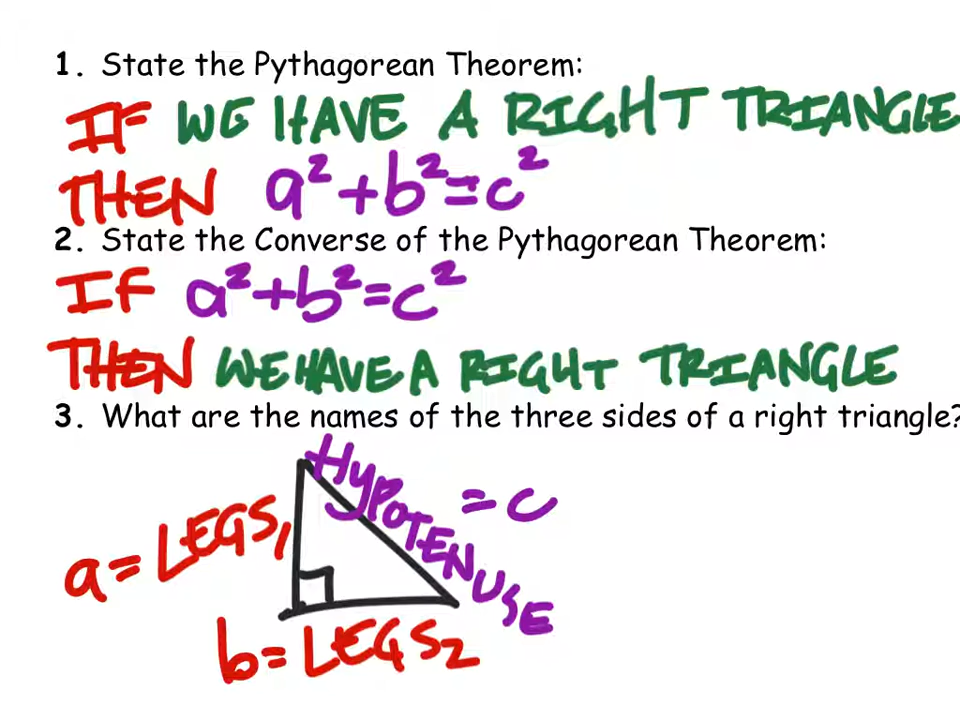 1. State the Pythagorean Theorem:
IF WE HAVE A RIGHT TRIANGLE
THEN a²+b²=c²
2. State the Converse of the Pythagorean Theorem:
IF a²+b²=c²
THEN WE HAVE A RIGHT TRIANGLE
3. What are the names of the three sides of a right triangle?
HYPOTENUSE = c
a = LEGS₁
b = LEGS₂